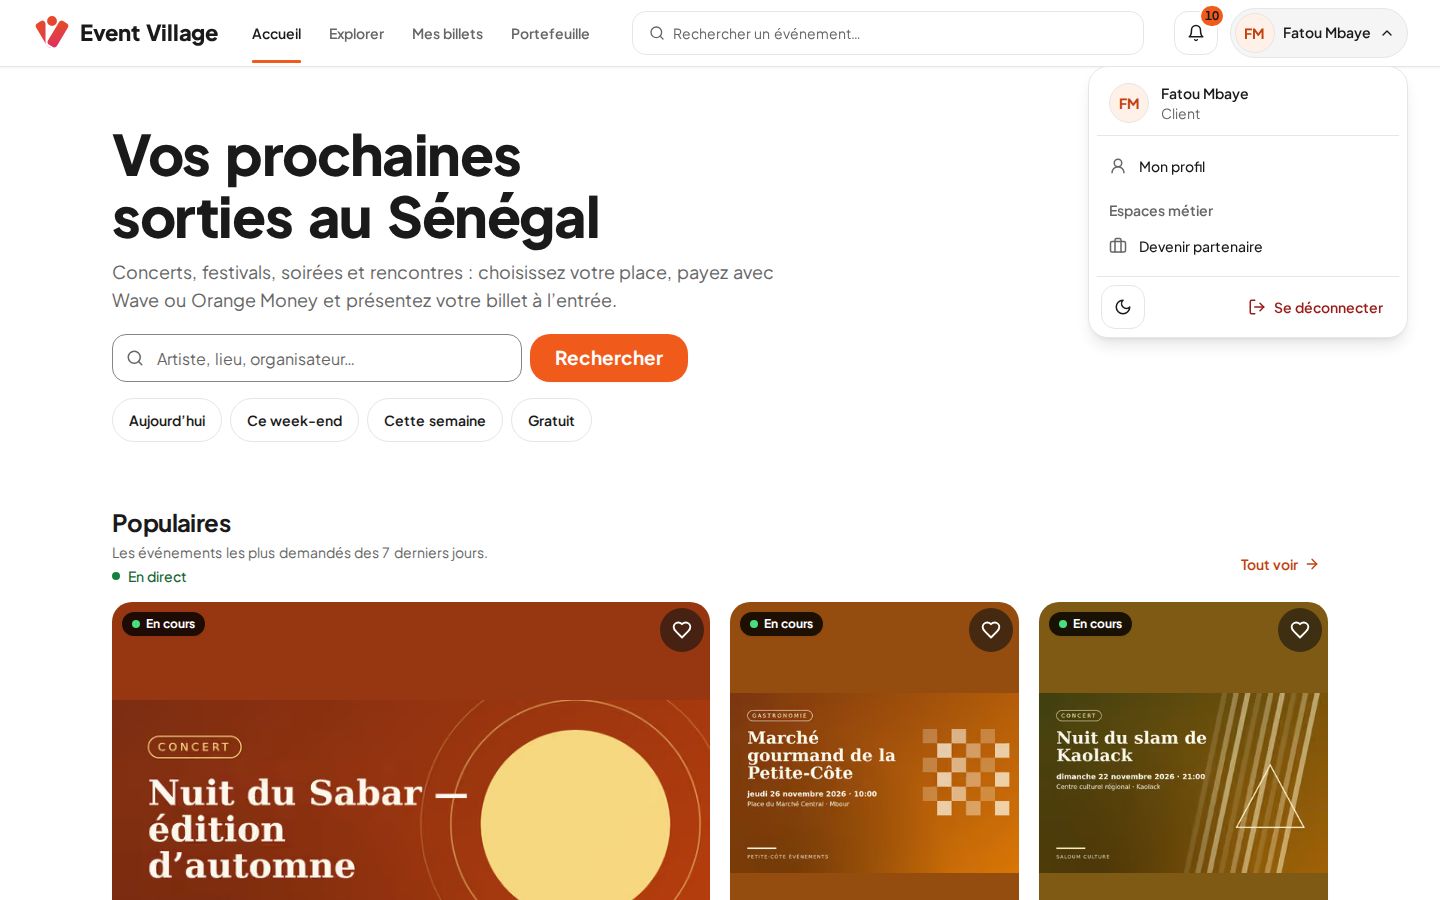 Event Village
Accueil
Explorer
Mes billets
Portefeuille
Rechercher un événement…
10
FM
Fatou Mbaye
FM
Fatou Mbaye
Client
Mon profil
Espaces métier
Devenir partenaire
Se déconnecter
Vos prochaines
sorties au Sénégal
Concerts, festivals, soirées et rencontres : choisissez votre place, payez avec
Wave ou Orange Money et présentez votre billet à l’entrée.
Artiste, lieu, organisateur…
Rechercher
Aujourd’hui
Ce week-end
Cette semaine
Gratuit
Populaires
Les événements les plus demandés des 7 derniers jours.
En direct
Tout voir
En cours
CONCERT
Nuit du Sabar —
édition
d’automne
En cours
GASTRONOMIE
Marché
gourmand de la
Petite-Côte
jeudi 26 novembre 2026 · 10:00
Place du Marché Central · Mbour
PETITE-CÔTE ÉVÉNEMENTS
En cours
CONCERT
Nuit du slam de
Kaolack
dimanche 22 novembre 2026 · 21:00
Centre culturel régional · Kaolack
SALOUM CULTURE